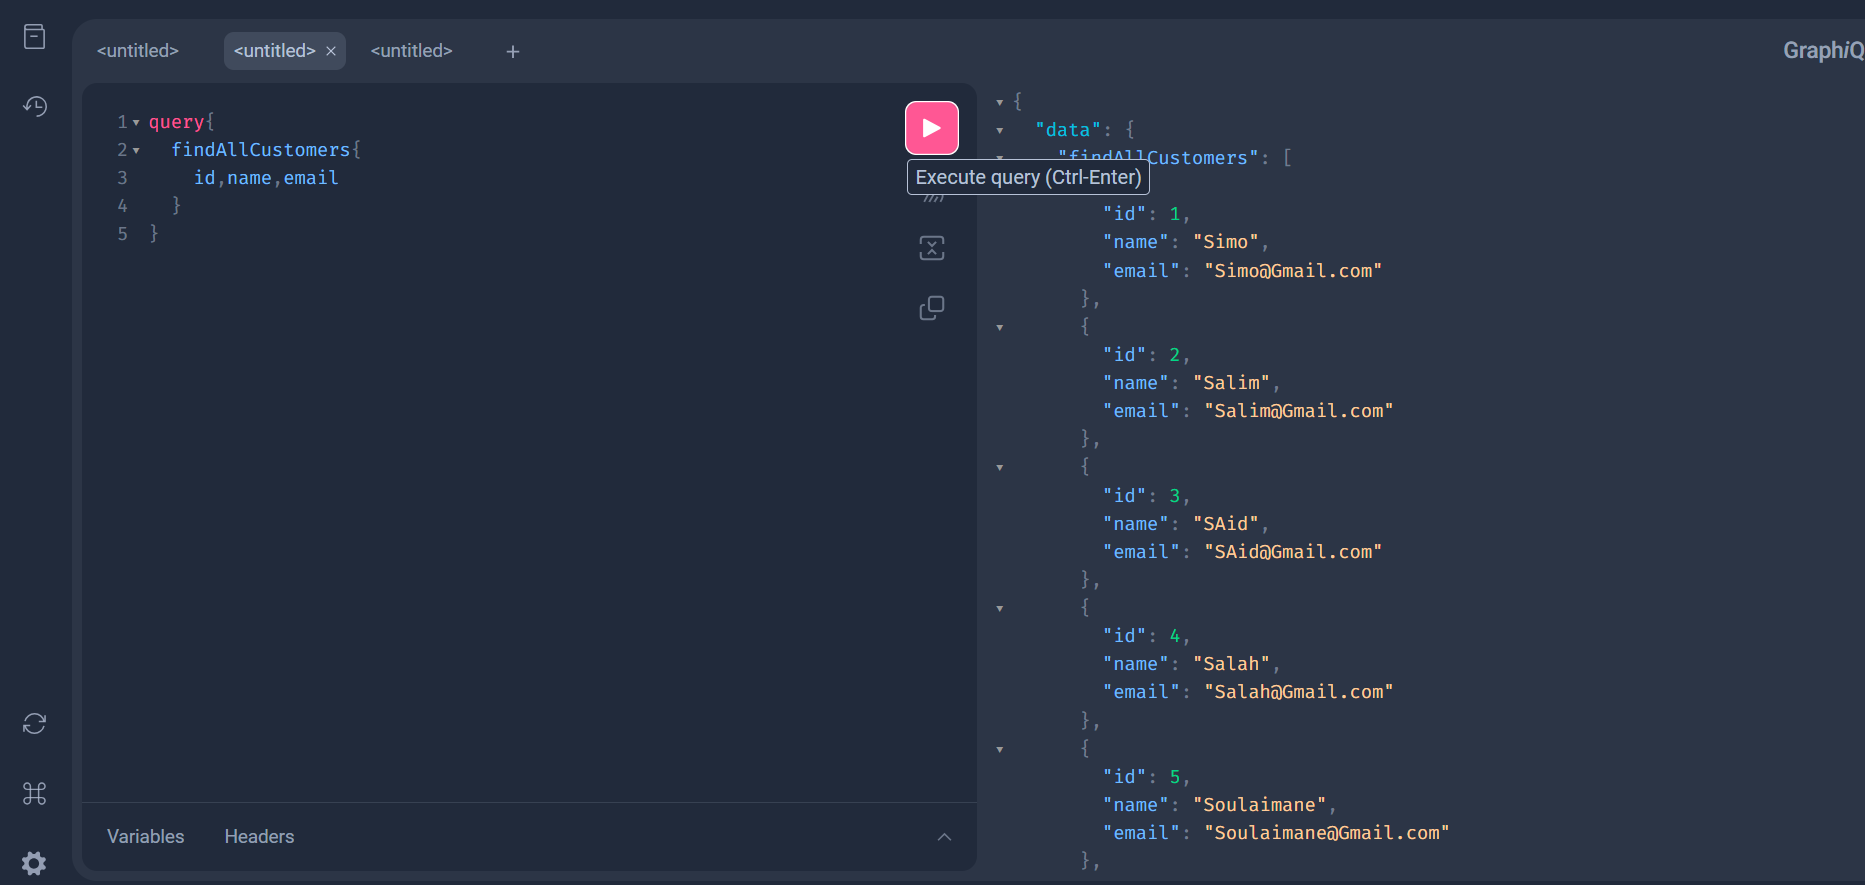 <untitled> <untitled> × <untitled> +
GraphiQ
1 query{
2 findAllCustomers{
3 id,name,email
4 }
5 }
Execute query (Ctrl-Enter)
Variables Headers
{
"data": {
"findAllCustomers": [
"id": 1,
"name": "Simo",
"email": "Simo@Gmail.com"
},
{
"id": 2,
"name": "Salim",
"email": "Salim@Gmail.com"
},
{
"id": 3,
"name": "SAid",
"email": "SAid@Gmail.com"
},
{
"id": 4,
"name": "Salah",
"email": "Salah@Gmail.com"
},
{
"id": 5,
"name": "Soulaimane",
"email": "Soulaimane@Gmail.com"
},